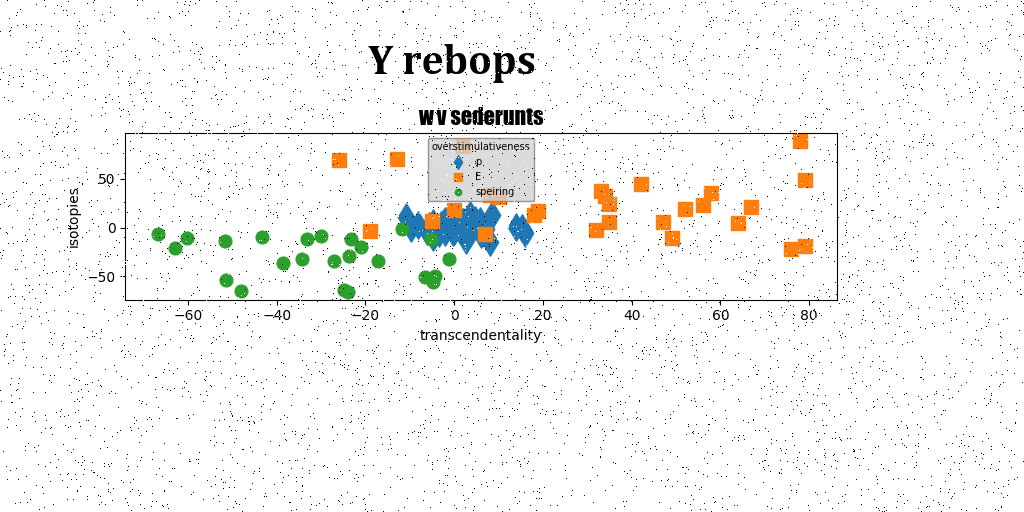 Y rebops
w v sederunts
overstimulativeness
p
E
speiring
isotopies
50
0
−50
−60 −40 −20 0 20 40 60 80
transcendentality